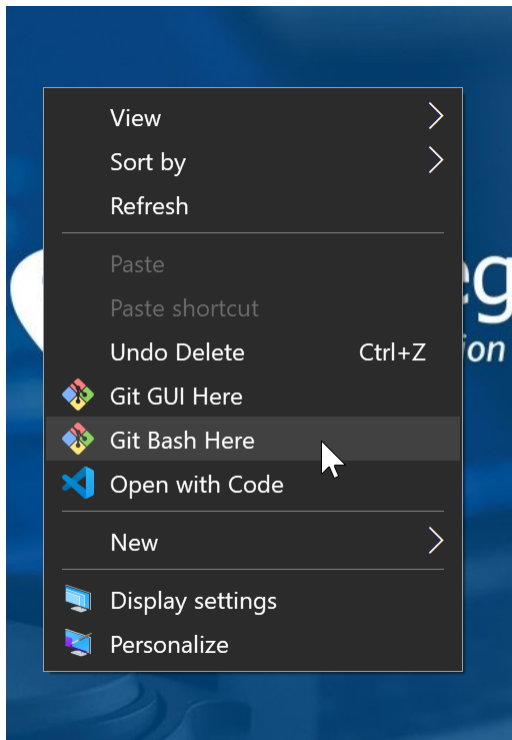 View
Sort by
Refresh
Paste
Paste shortcut
Undo Delete Ctrl+Z
Git GUI Here
Git Bash Here
Open with Code
New
Display settings
Personalize